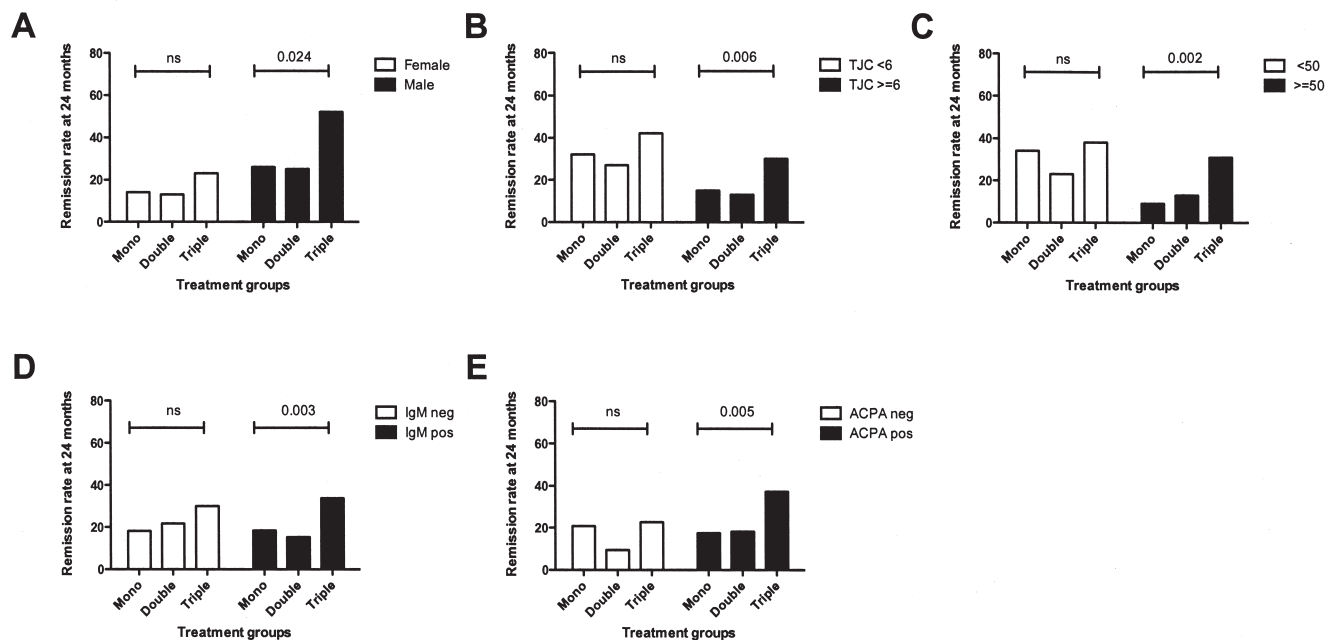 A
Remission rate at 24 months
80
60
40
20
0
ns
0.024
Female
Male
Mono
Double
Triple
Mono
Double
Triple
Treatment groups
B
Remission rate at 24 months
80
60
40
20
0
ns
0.006
TJC <6
TJC >=6
Mono
Double
Triple
Mono
Double
Triple
Treatment groups
C
Remission rate at 24 months
80
60
40
20
0
ns
0.002
<50
>=50
Mono
Double
Triple
Mono
Double
Triple
Treatment groups
D
Remission rate at 24 months
80
60
40
20
0
ns
0.003
IgM neg
IgM pos
Mono
Double
Triple
Mono
Double
Triple
Treatment groups
E
Remission rate at 24 months
80
60
40
20
0
ns
0.005
ACPA neg
ACPA pos
Mono
Double
Triple
Mono
Double
Triple
Treatment groups